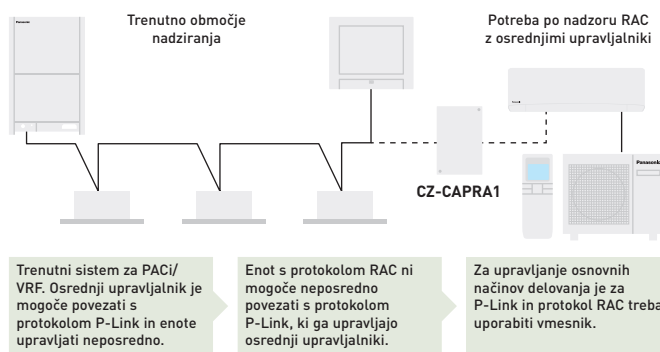 Trenutno območje
nadziranja
Potreba po nadzoru RAC
z osrednjimi upravljalniki
Panasonic
Panasonic
CZ-CAPRA1
Trenutni sistem za PACi/
VRF. Osrednji upravljalnik je
mogoče povezati s
protokolom P-Link in enote
upravljati neposredno.
Enot s protokolom RAC ni
mogoče neposredno
povezati s protokolom
P-Link, ki ga upravljajo
osrednji upravljalniki.
Za upravljanje osnovnih
načinov delovanja je za
P-Link in protokol RAC treba
uporabiti vmesnik.